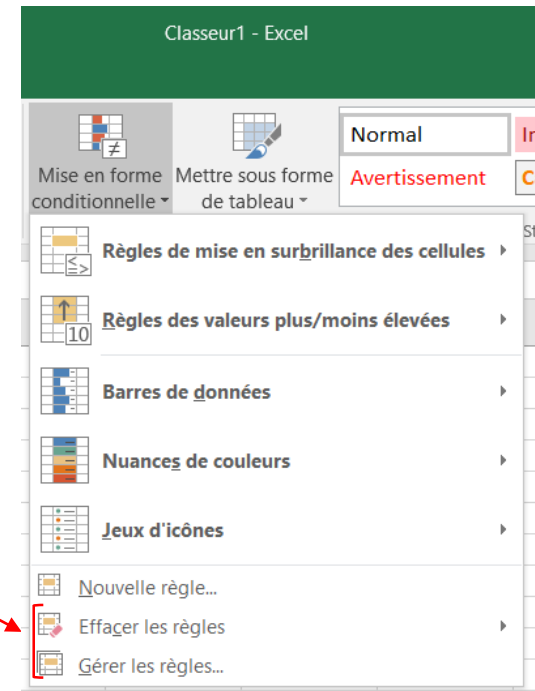 Classeur1 - Excel
Mise en forme conditionnelle
Mettre sous forme de tableau
Normal
Avertissement
Règles de mise en surbrillance des cellules
Règles des valeurs plus/moins élevées
10
Barres de données
Nuances de couleurs
Jeux d'icônes
Nouvelle règle...
Effacer les règles
Gérer les règles...